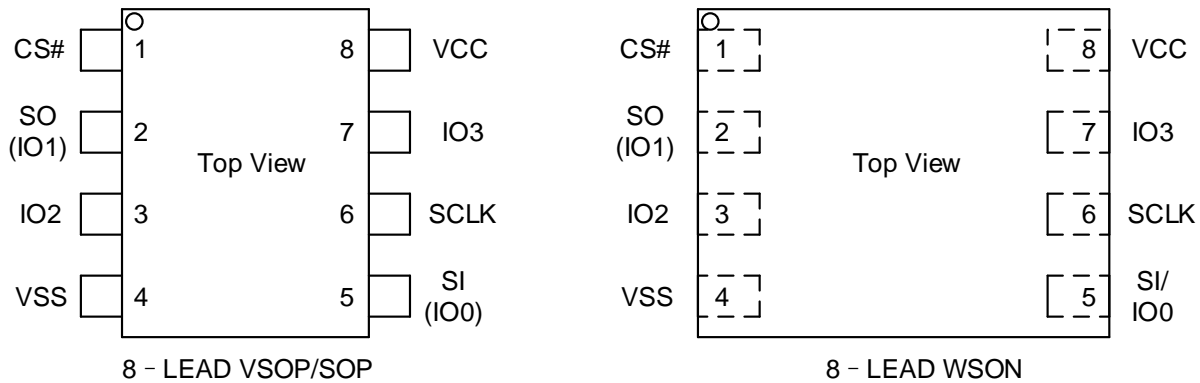 CS#
1
8
VCC
SO
(IO1)
2
7
IO3
Top View
IO2
3
6
SCLK
VSS
4
5
SI
(IO0)
8 – LEAD VSOP/SOP
CS#
1
8
VCC
SO
(IO1)
2
7
IO3
Top View
IO2
3
6
SCLK
VSS
4
5
SI/
IO0
8 – LEAD WSON